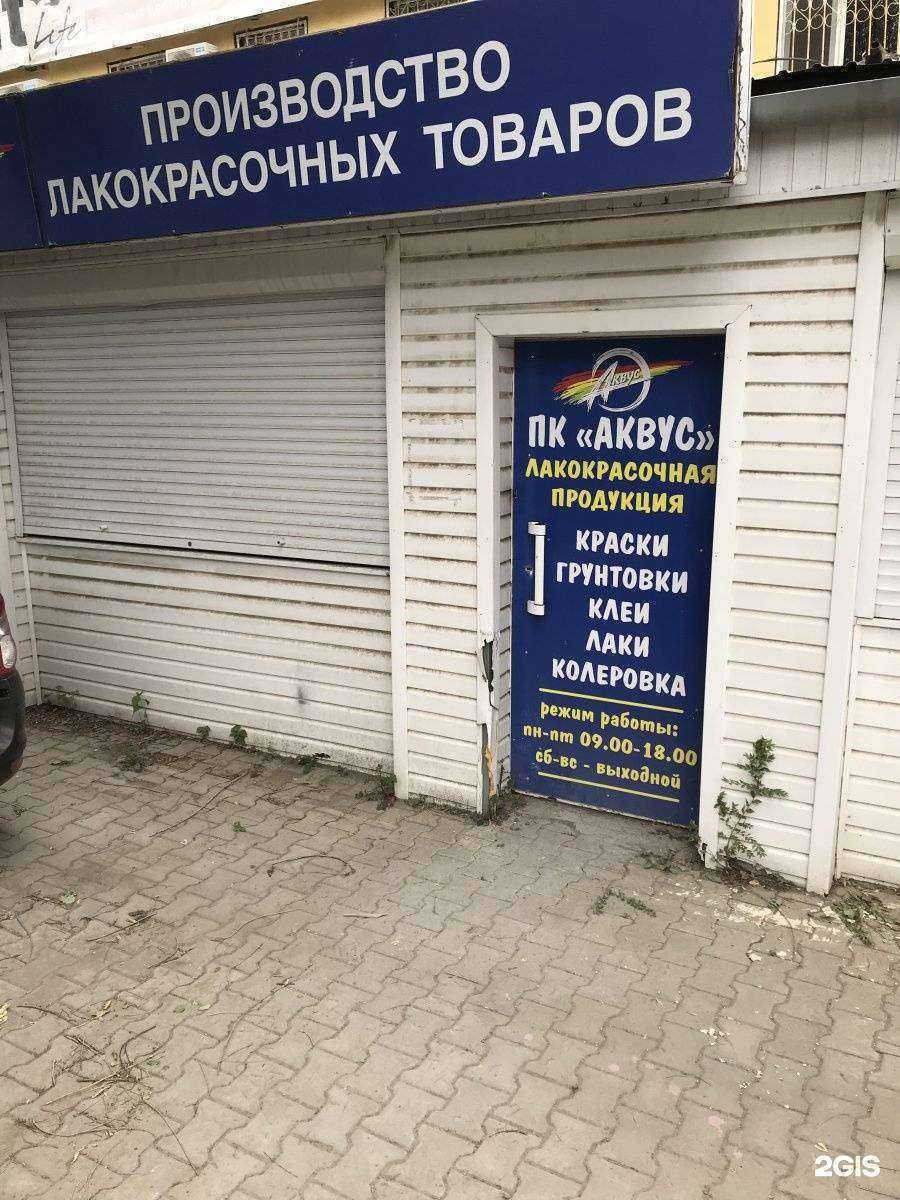 Life
ПРОИЗВОДСТВО
ЛАКОКРАСОЧНЫХ ТОВАРОВ
АКВУС
ПК «АКВУС»
ЛАКОКРАСОЧНАЯ
ПРОДУКЦИЯ
КРАСКИ
ГРУНТОВКИ
КЛЕИ
ЛАКИ
КОЛЕРОВКА
режим работы:
пн-пт 09.00-18.00
сб-вс - выходной
2GIS